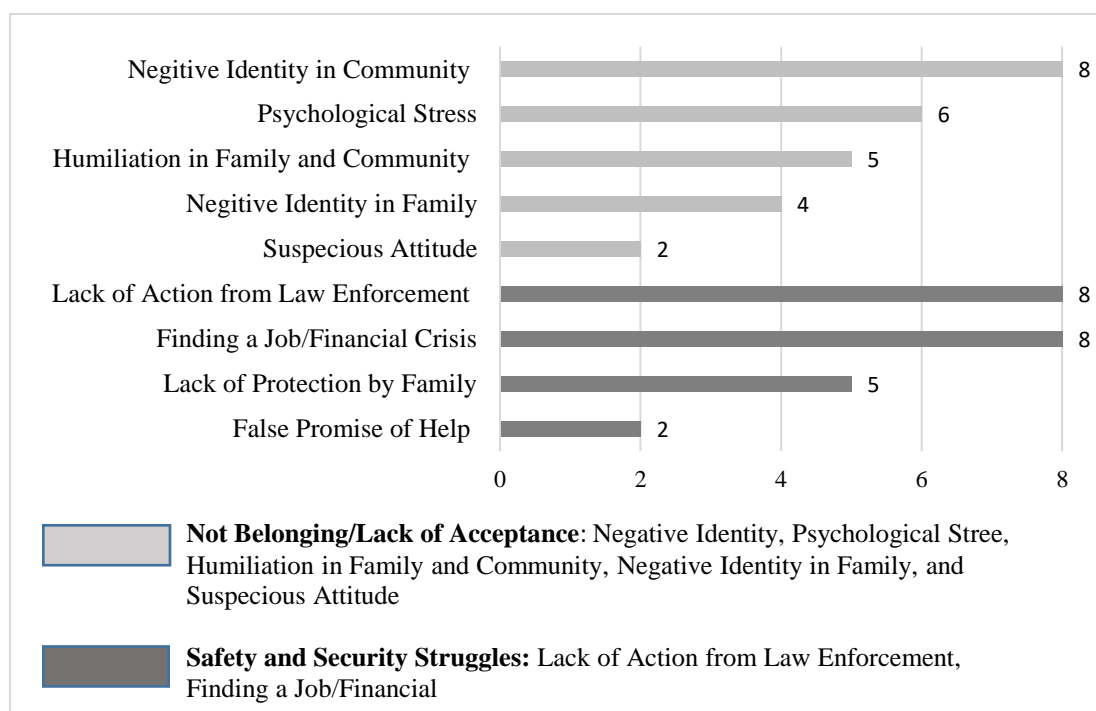 Negitive Identity in Community 8
Psychological Stress 6
Humiliation in Family and Community 5
Negitive Identity in Family 4
Suspecious Attitude 2
Lack of Action from Law Enforcement 8
Finding a Job/Financial Crisis 8
Lack of Protection by Family 5
False Promise of Help 2
0 2 4 6 8
Not Belonging/Lack of Acceptance: Negative Identity, Psychological Stree,
Humiliation in Family and Community, Negative Identity in Family, and
Suspecious Attitude
Safety and Security Struggles: Lack of Action from Law Enforcement,
Finding a Job/Financial